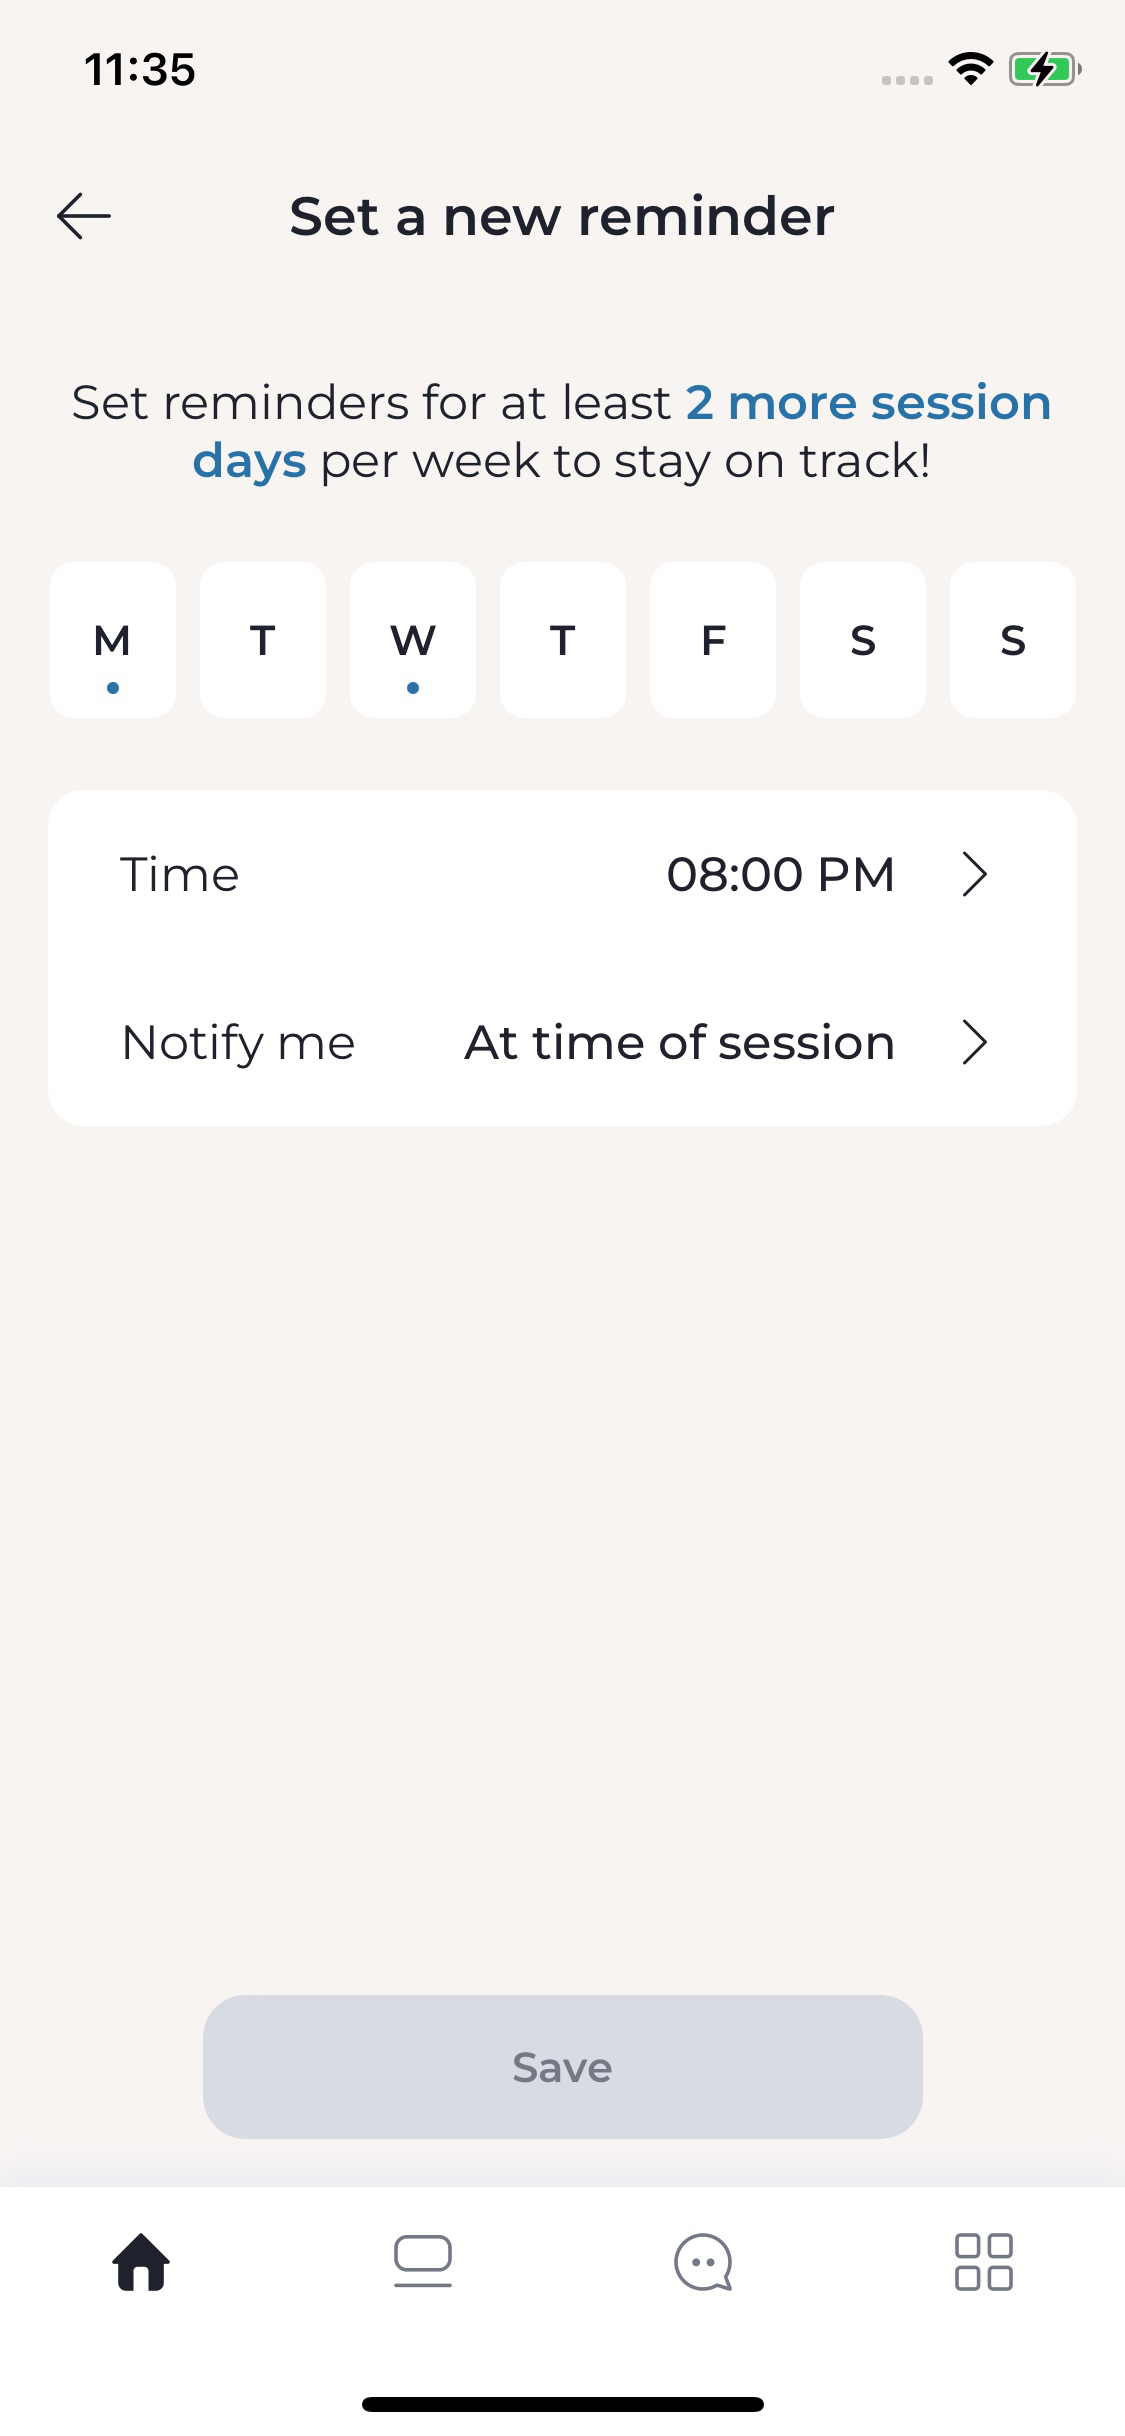 11:35
Set a new reminder
Set reminders for at least 2 more session
days per week to stay on track!
M T W T F S S
Time 08:00 PM
Notify me At time of session
Save